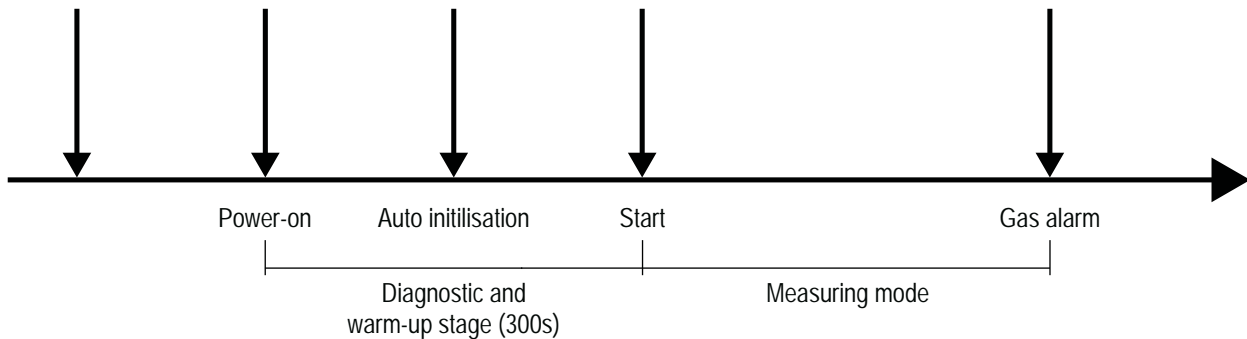 Power-on
Auto initilisation
Start
Gas alarm
Diagnostic and
warm-up stage (300s)
Measuring mode